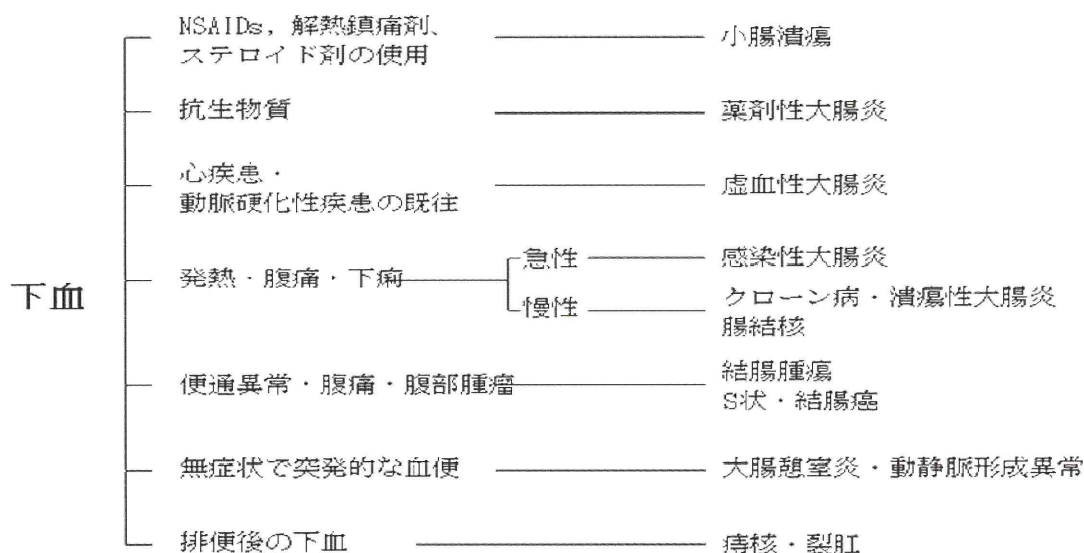 NSAIDs, 解熱鎮痛剤、
ステロイド剤の使用
小腸潰瘍
抗生物質
薬剤性大腸炎
心疾患・
動脈硬化性疾患の既往
虚血性大腸炎
下血
発熱・腹痛・下痢
急性
感染性大腸炎
慢性
クローン病・潰瘍性大腸炎
腸結核
便通異常・腹痛・腹部腫瘤
結腸腫瘍
S状・結腸癌
無症状で突発的な血便
大腸憩室炎・動静脈形成異常
排便後の下血
痔核・裂肛